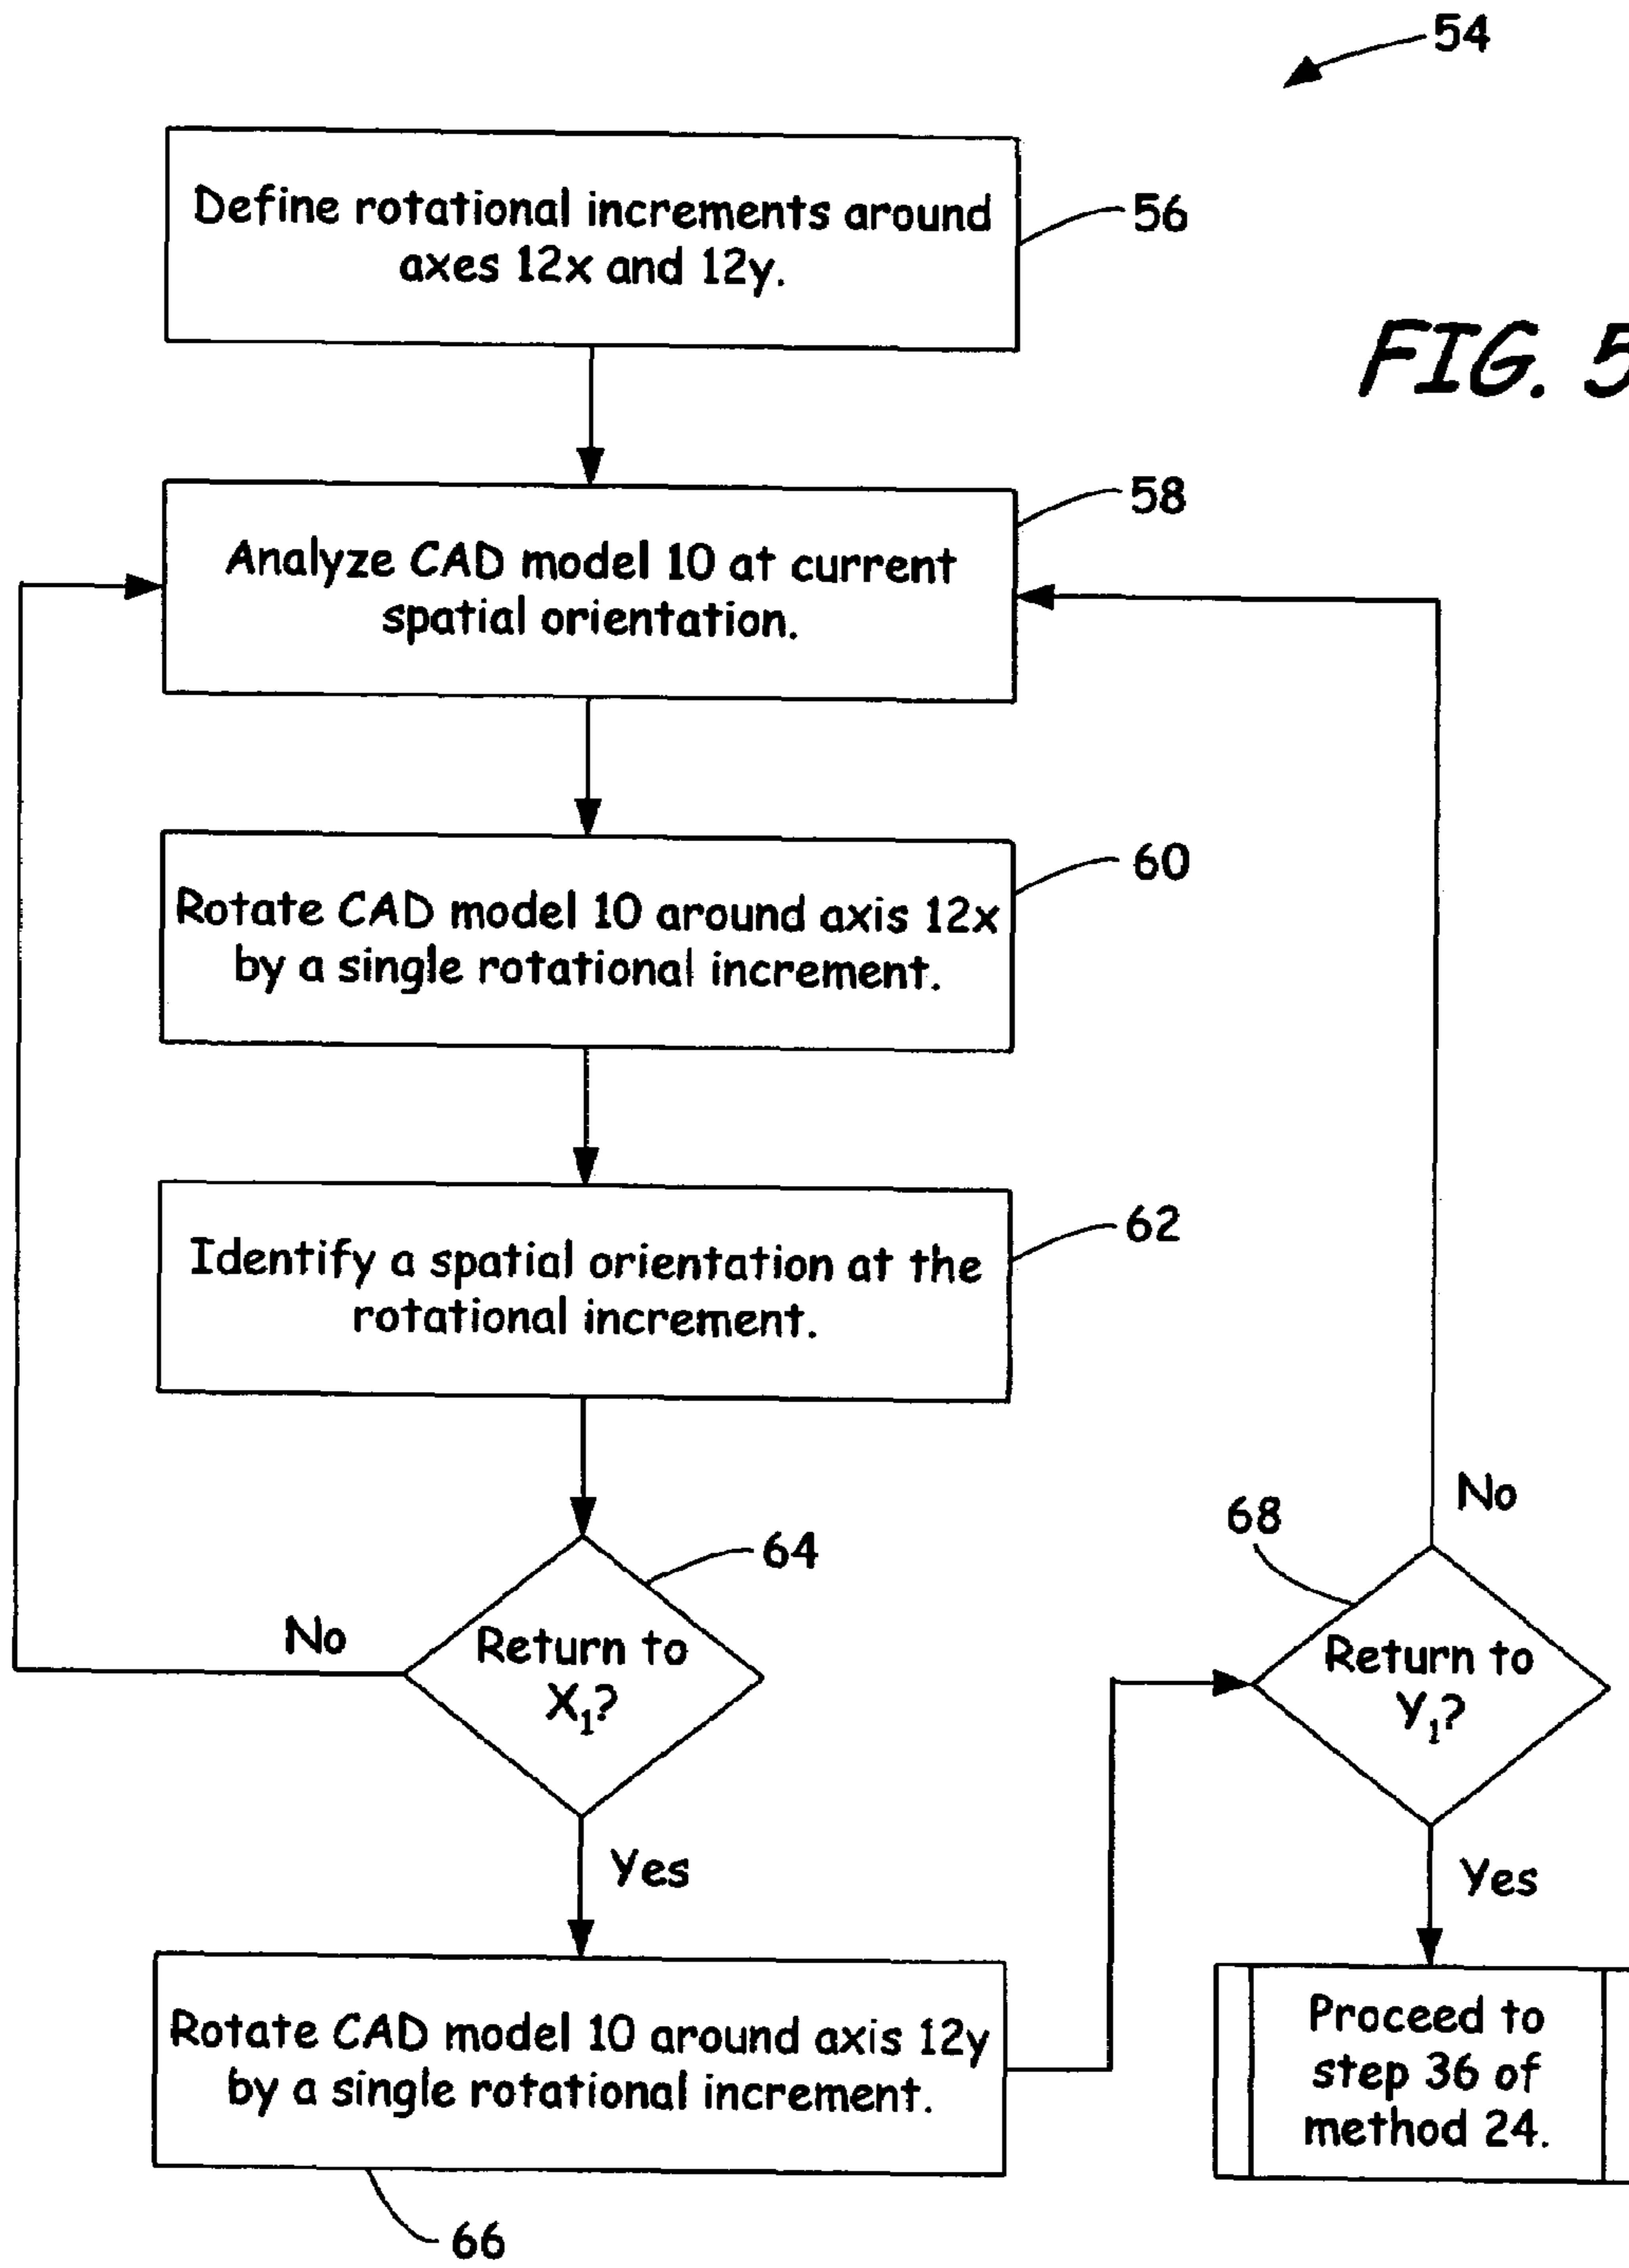 54
Define rotational increments around
axes 12x and 12y.
56
FIG. 5
Analyze CAD model 10 at current
spatial orientation.
58
Rotate CAD model 10 around axis 12x
by a single rotational increment.
60
Identify a spatial orientation at the
rotational increment.
62
Return to
X₁?
64
No
Yes
Rotate CAD model 10 around axis 12y
by a single rotational increment.
66
Return to
Y₁?
68
No
Yes
Proceed to
step 36 of
method 24.